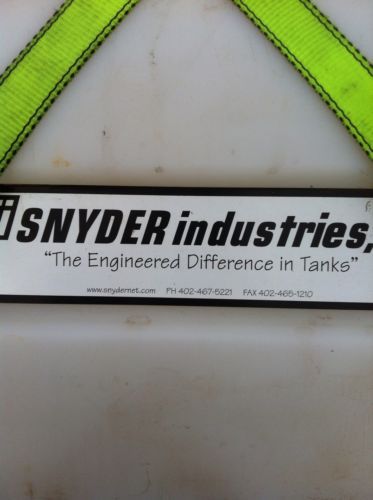 SNYDER industries,
"The Engineered Difference in Tanks"
www.snydernet.com PH 402-467-5221 FAX 402-465-1210